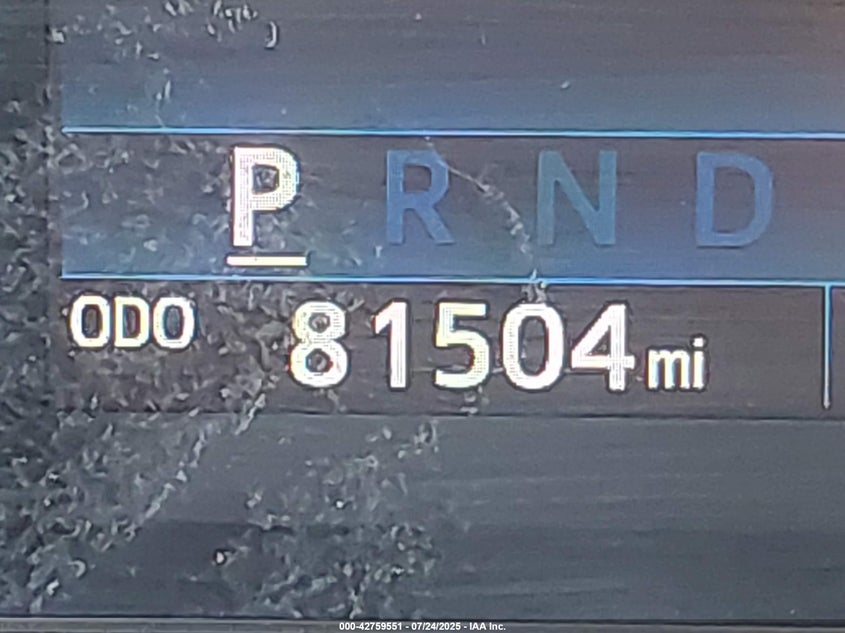 P R N D
ODO 81504 mi
000-42759551 - 07/24/2025 - IAA Inc.